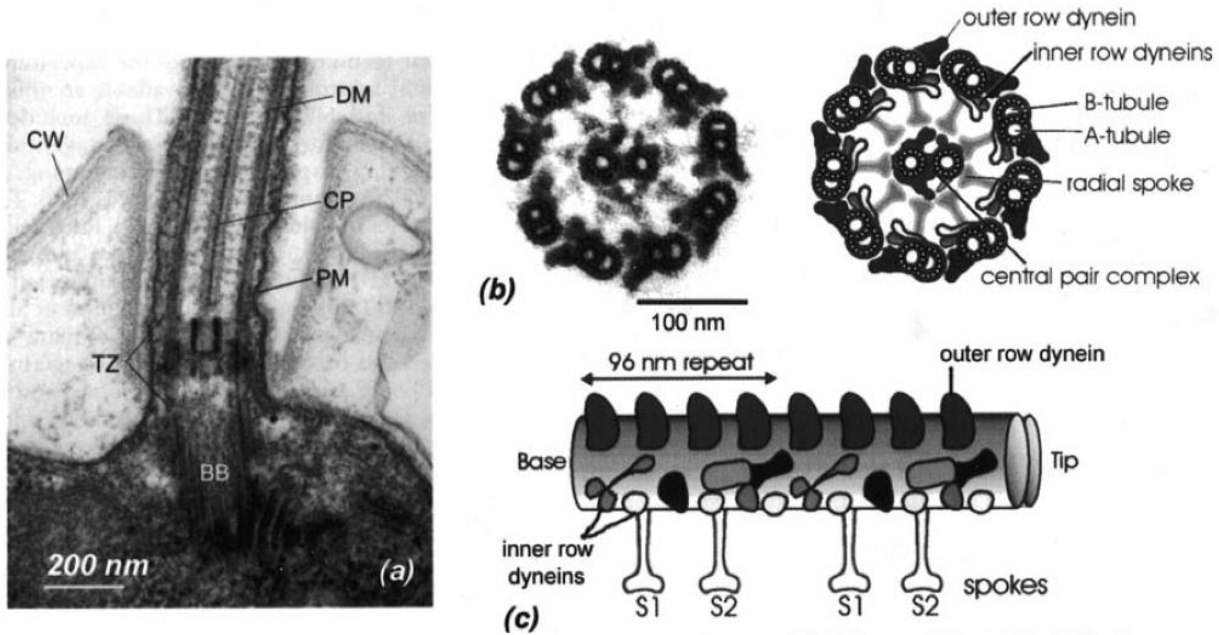 DM
CW
CP
PM
TZ
BB
200 nm
(a)
(b)
100 nm
outer row dynein
inner row dyneins
B-tubule
A-tubule
radial spoke
central pair complex
96 nm repeat
outer row dynein
Base
Tip
inner row
dyneins
S1
S2
S1
S2
spokes
(c)